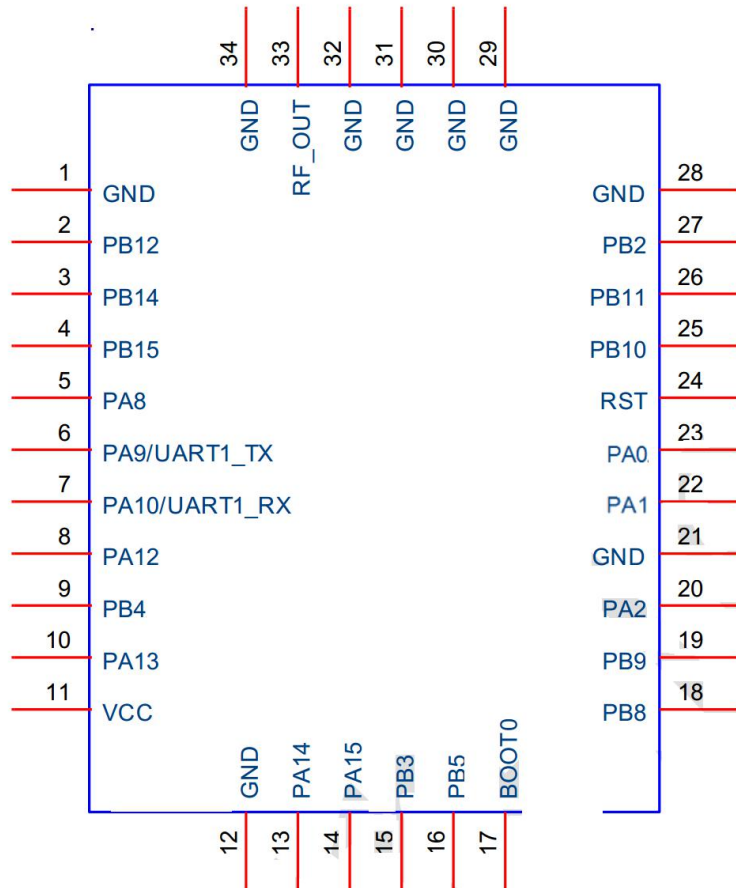 34 33 32 31 30 29
GND RF_OUT GND GND GND GND
1 GND GND 28
2 PB12 PB2 27
3 PB14 PB11 26
4 PB15 PB10 25
5 PA8 RST 24
6 PA9/UART1_TX PA0 23
7 PA10/UART1_RX PA1 22
8 PA12 GND 21
9 PB4 PA2 20
10 PA13 PB9 19
11 VCC PB8 18
GND PA14 PA15 PB3 PB5 BOOT0
12 13 14 15 16 17